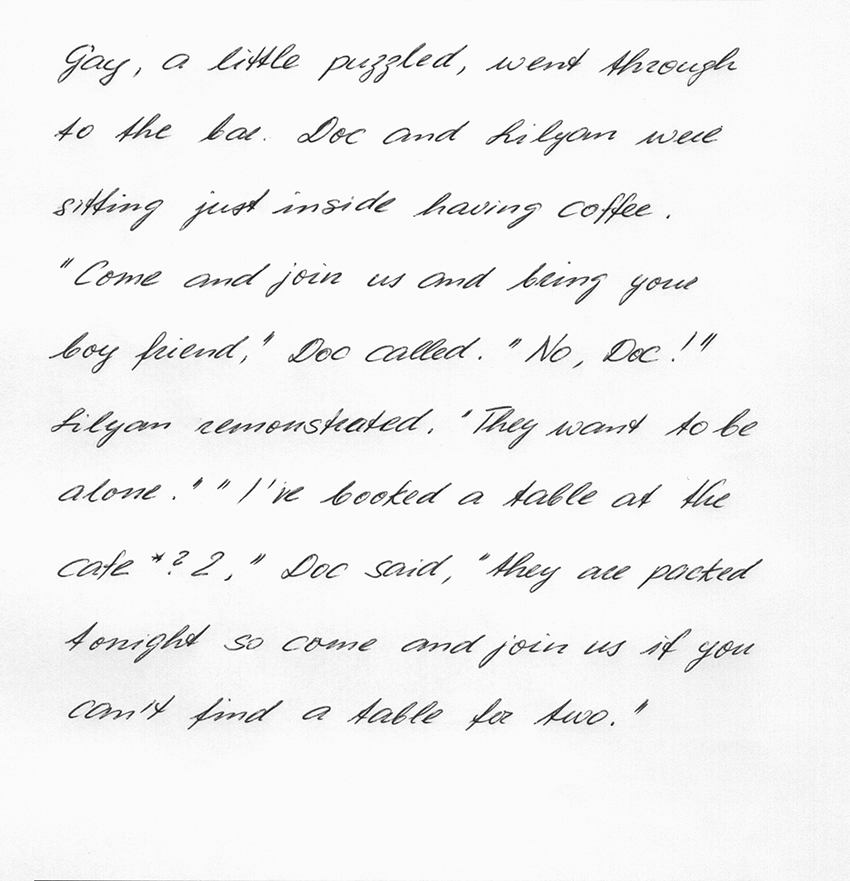 Gay, a little puzzled, went through
to the bar. Doc and Lilyan were
sitting just inside having coffee.
"Come and join us and bring your
boy friend," Doc called. "No, Doc!"
Lilyan remonstrated. "They want to be
alone." "I've booked a table at the
cafe *?2," Doc said, "they are packed
tonight so come and join us if you
can't find a table for two."